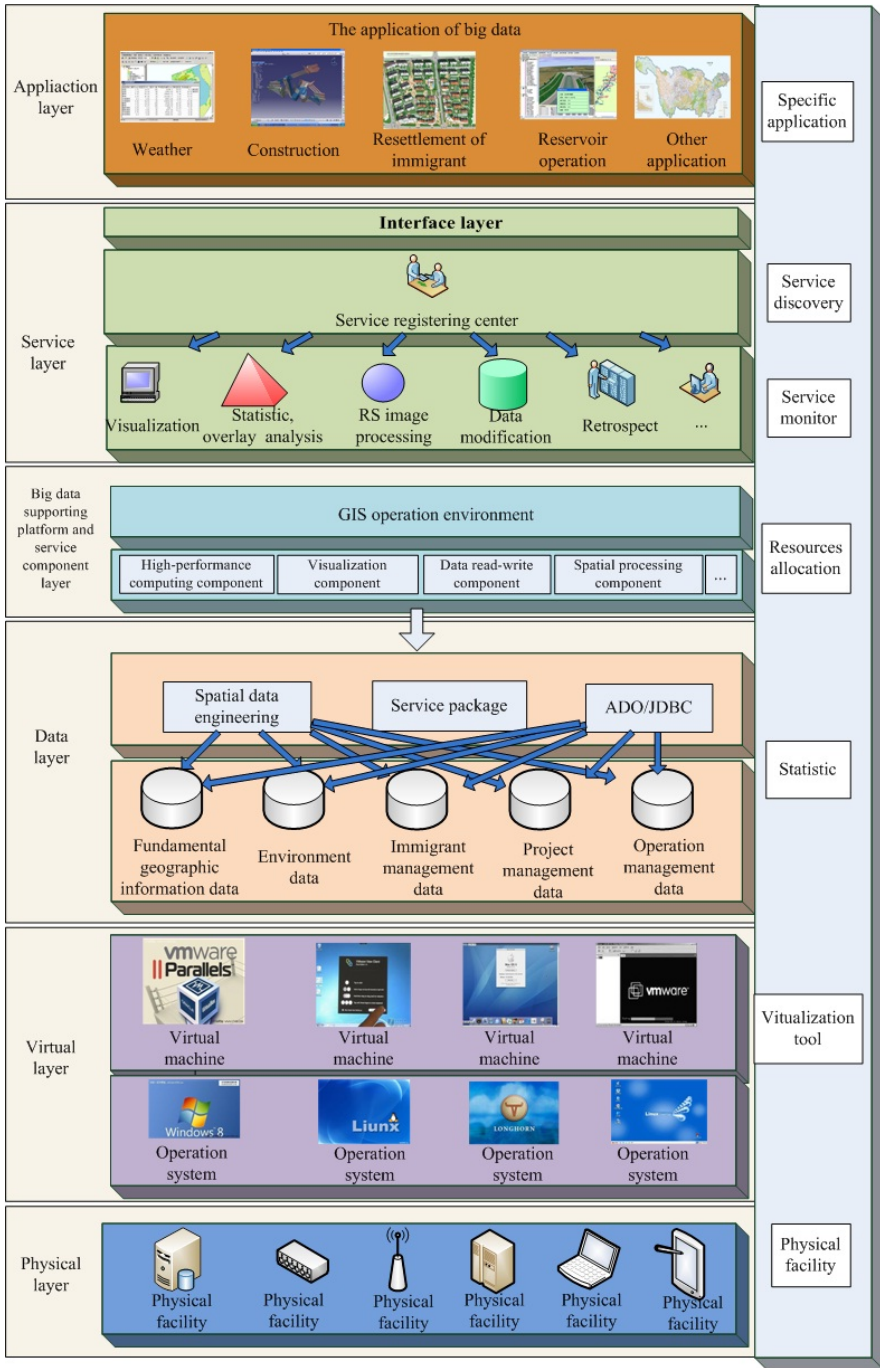 The application of big data
Appliaction
layer
Weather
Construction
Resettlement of
immigrant
Reservoir
operation
Other
application
Specific
application
Interface layer
Service registering center
Service
discovery
Service
layer
Visualization
Statistic,
overlay analysis
RS image
processing
Data
modification
Retrospect
...
Service
monitor
Big data
supporting
platform and
service
component
layer
GIS operation environment
High-performance
computing component
Visualization
component
Data read-write
component
Spatial processing
component
...
Resources
allocation
Data
layer
Spatial data
engineering
Service package
ADO/JDBC
Fundamental
geographic
information data
Environment
data
Immigrant
management
data
Project
management
data
Operation
management
data
Statistic
Virtual
layer
vmware
Parallels
vmware
Virtual
machine
Virtual
machine
Virtual
machine
Virtual
machine
Windows 8
Liunx
LONGHORN
Linux
Operation
system
Operation
system
Operation
system
Operation
system
Vitualization
tool
Physical
layer
Physical
facility
Physical
facility
Physical
facility
Physical
facility
Physical
facility
Physical
facility
Physical
facility